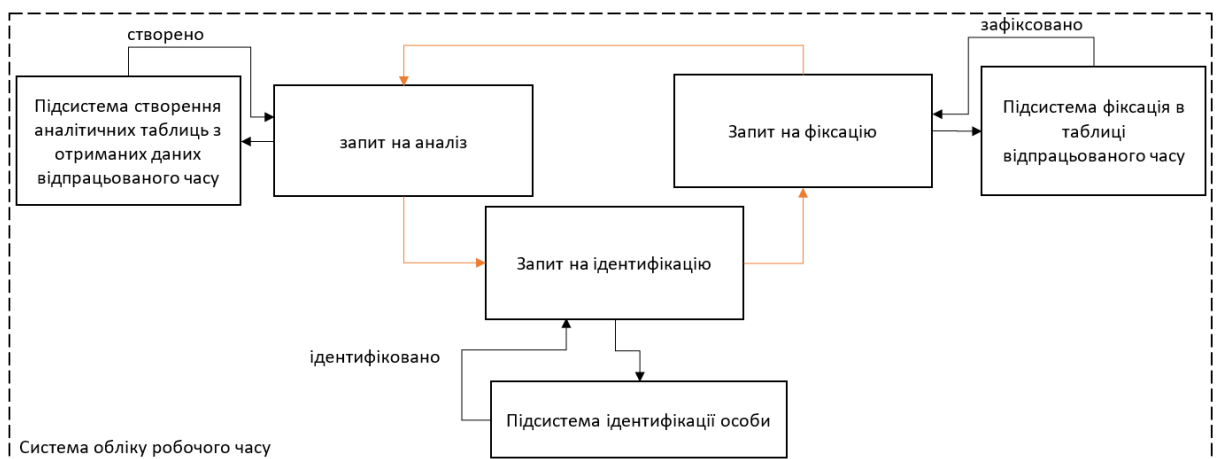 створено
зафіксовано
Підсистема створення
аналітичних таблиць з
отриманих даних
відпрацьованого часу
запит на аналіз
Запит на фіксацію
Підсистема фіксація в
таблиці
відпрацьованого часу
Запит на ідентифікацію
ідентифіковано
Підсистема ідентифікації особи
Система обліку робочого часу